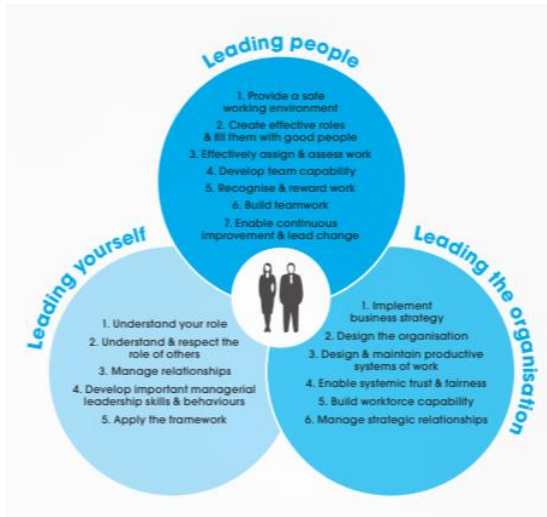 Leading people
1. Provide a safe
working environment
2. Create effective roles
& fill them with good people
3. Effectively assign & assess work
4. Develop team capability
5. Recognise & reward work
6. Build teamwork
7. Enable continuous
improvement & lead change
Leading yourself
1. Understand your role
2. Understand & respect the
role of others
3. Manage relationships
4. Develop important managerial
leadership skills & behaviours
5. Apply the framework
Leading the organisation
1. Implement
business strategy
2. Design the organisation
3. Design & maintain productive
systems of work
4. Enable systemic trust & fairness
5. Build workforce capability
6. Manage strategic relationships